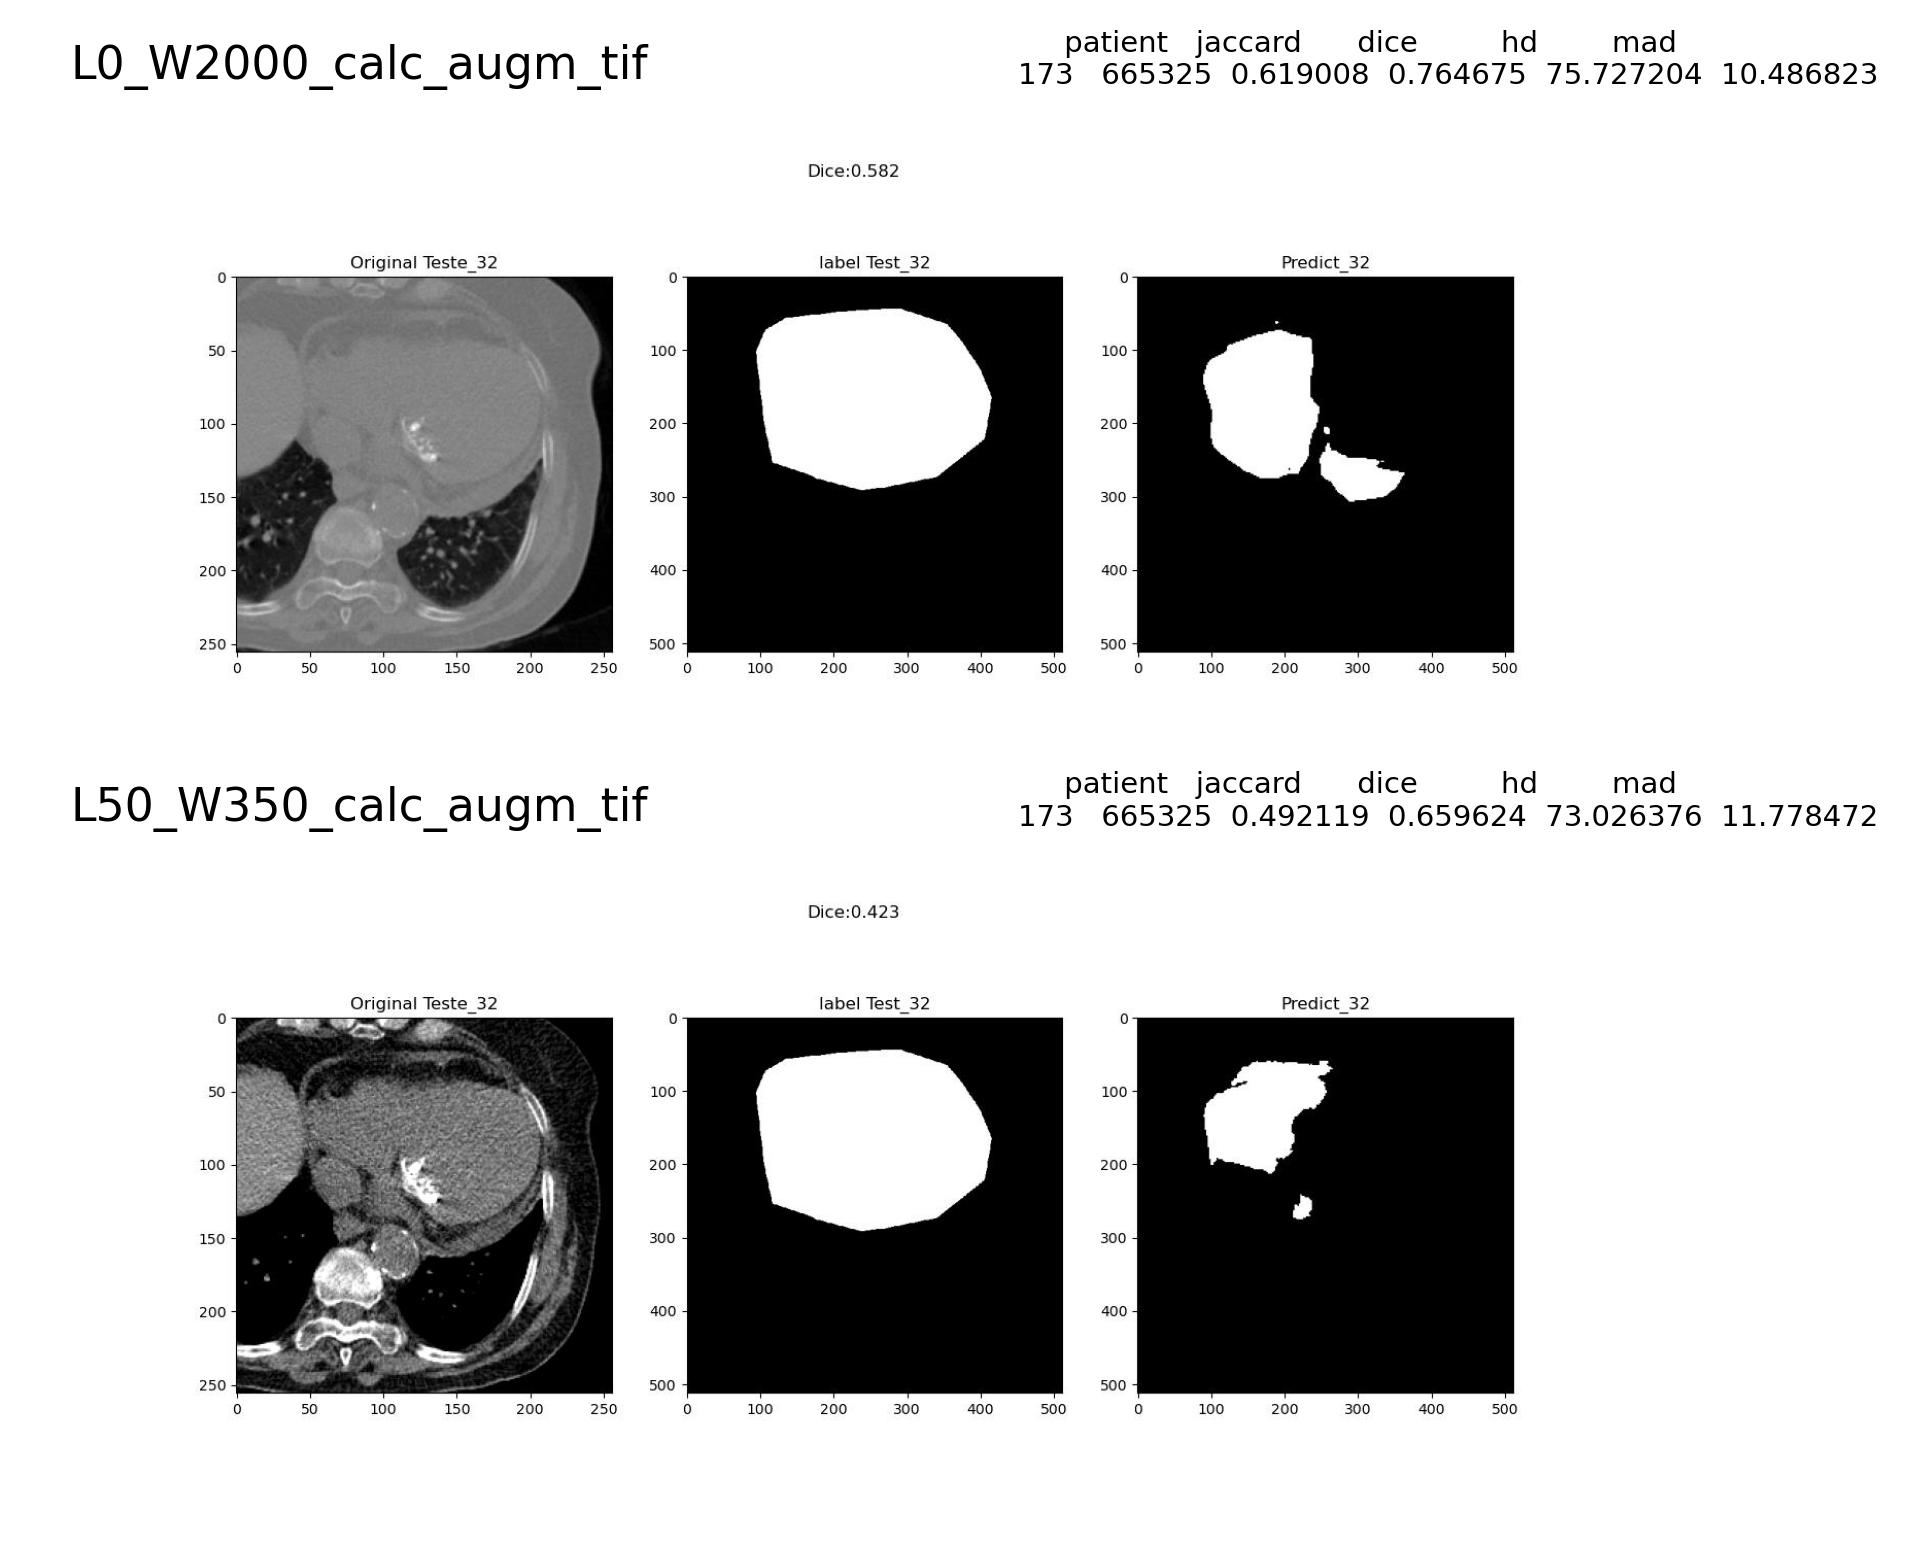 L0_W2000_calc_augm_tif
patient jaccard dice hd mad
173 665325 0.619008 0.764675 75.727204 10.486823
Dice:0.582
Original Teste_32
label Test_32
Predict_32
0
50
100
150
200
250
0 50 100 150 200 250
0
100
200
300
400
500
0 100 200 300 400 500
0
100
200
300
400
500
0 100 200 300 400 500
L50_W350_calc_augm_tif
patient jaccard dice hd mad
173 665325 0.492119 0.659624 73.026376 11.778472
Dice:0.423
Original Teste_32
label Test_32
Predict_32
0
50
100
150
200
250
0 50 100 150 200 250
0
100
200
300
400
500
0 100 200 300 400 500
0
100
200
300
400
500
0 100 200 300 400 500